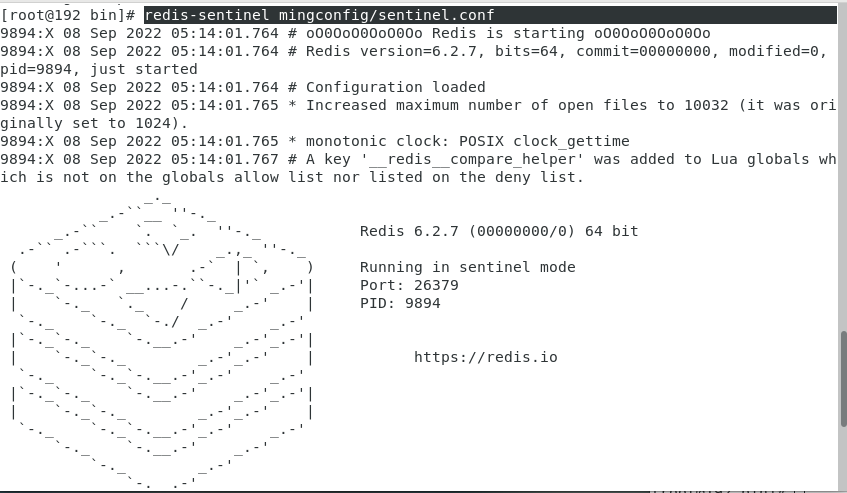 [root@192 bin]# redis-sentinel mingconfig/sentinel.conf
9894:X 08 Sep 2022 05:14:01.764 # oO0OoO0OoO0Oo Redis is starting oO0OoO0OoO0Oo
9894:X 08 Sep 2022 05:14:01.764 # Redis version=6.2.7, bits=64, commit=00000000, modified=0,
pid=9894, just started
9894:X 08 Sep 2022 05:14:01.764 # Configuration loaded
9894:X 08 Sep 2022 05:14:01.765 * Increased maximum number of open files to 10032 (it was ori
ginally set to 1024).
9894:X 08 Sep 2022 05:14:01.765 * monotonic clock: POSIX clock_gettime
9894:X 08 Sep 2022 05:14:01.767 # A key '__redis__compare_helper' was added to Lua globals wh
ich is not on the globals allow list nor listed on the deny list.
Redis 6.2.7 (00000000/0) 64 bit
Running in sentinel mode
Port: 26379
PID: 9894
https://redis.io